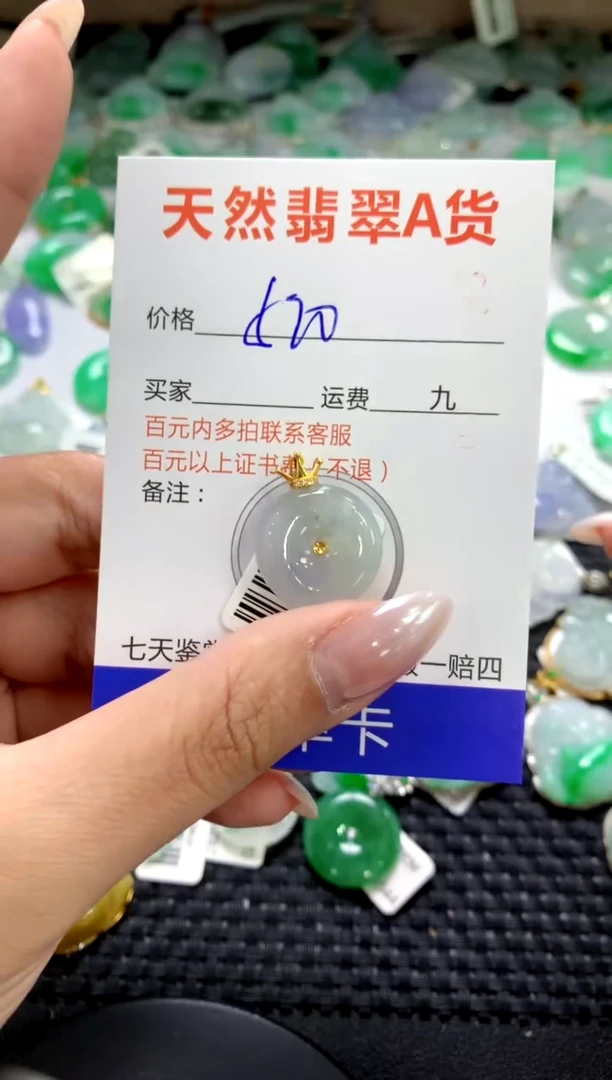 天然翡翠A货
价格
买家 运费 九
百元内多拍联系客服
百元以上证书费 不退）
备注：
七天鉴 一赔四
卡